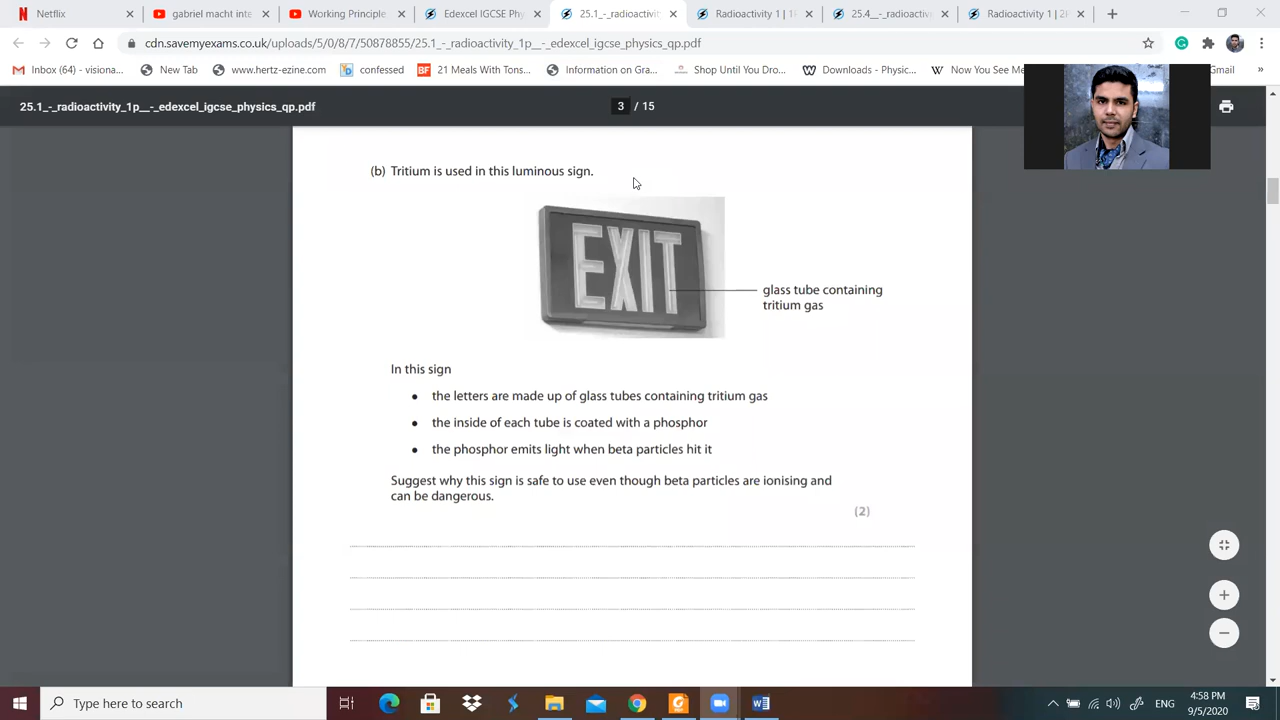 Netflix
gabriel macht inte
Working Principle
Edexcel IGCSE Phy
25.1_-_radioactivity
Radioactivity 1 | 1
25.4__-_radioactiv
Radioactivity 1 | 2
cdn.savemyexams.co.uk/uploads/5/0/8/7/50878855/25.1_-_radioactivity_1p__-_edexcel_igcse_physics_qp.pdf
Inbox (64) - visiona...
New Tab
www.hertz-ezine.com
confessed
BF 21 Meals With Tons...
Information on Grag...
Shop Until You Dro...
Downloads - Physic...
Now You See Me
Gmail
»
25.1_-_radioactivity_1p__-_edexcel_igcse_physics_qp.pdf
3 / 15
(b) Tritium is used in this luminous sign.
EXIT
glass tube containing
tritium gas
In this sign
• the letters are made up of glass tubes containing tritium gas
• the inside of each tube is coated with a phosphor
• the phosphor emits light when beta particles hit it
Suggest why this sign is safe to use even though beta particles are ionising and
can be dangerous.
(2)
Type here to search
ENG
4:58 PM
9/5/2020